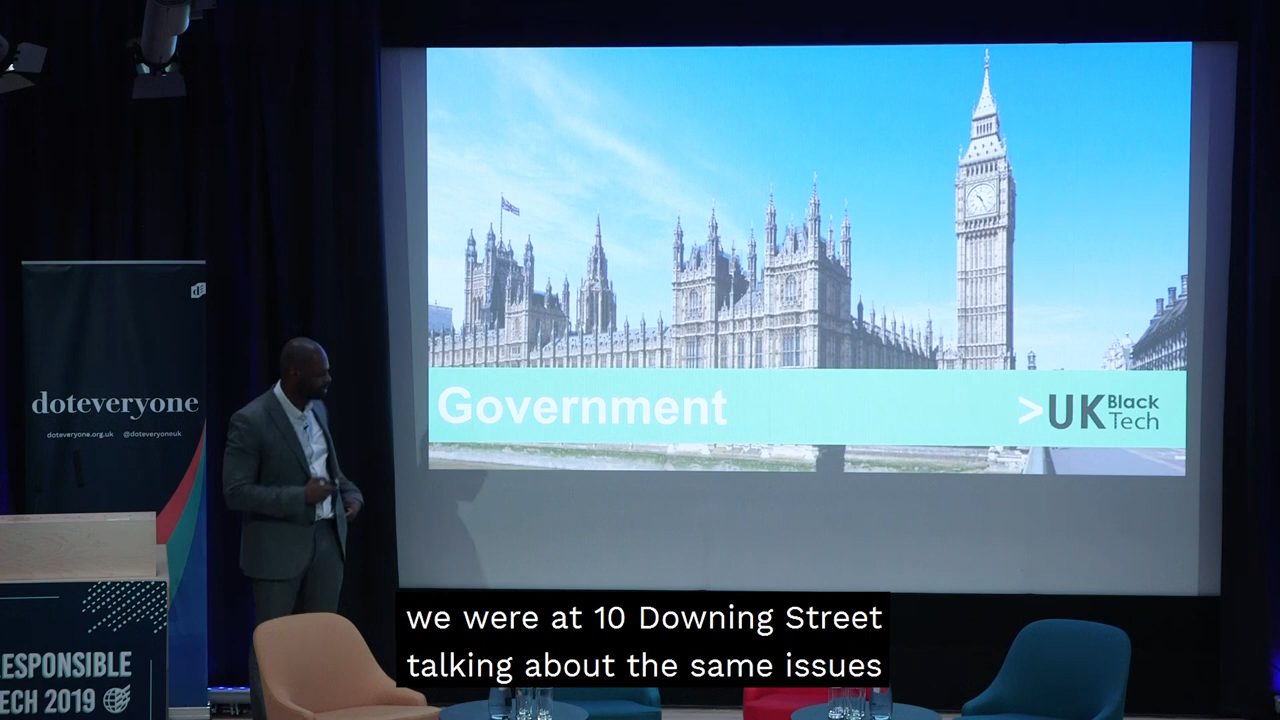 Government
>UK Black
Tech
doteveryone
doteveryone.org.uk @doteveryoneuk
ESPONSIBLE
ECH 2019
we were at 10 Downing Street
talking about the same issues